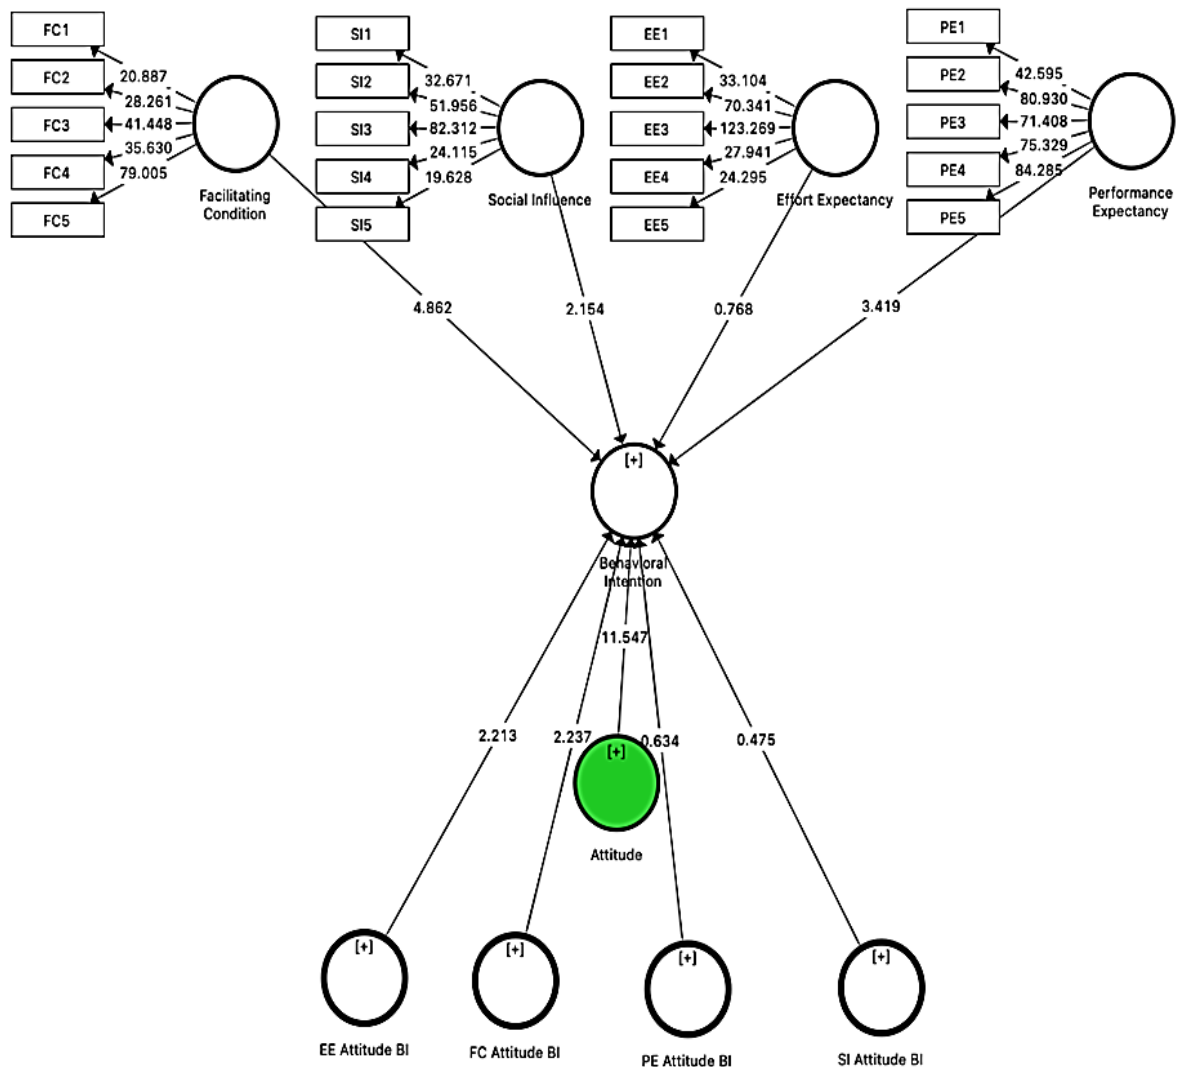 FC1
FC2
FC3
FC4
FC5
20.887
28.261
41.448
35.630
79.005
Facilitating
Condition
SI1
SI2
SI3
SI4
SI5
32.671
51.956
82.312
24.115
19.628
Social Influence
EE1
EE2
EE3
EE4
EE5
33.104
70.341
123.269
27.941
24.295
Effort Expectancy
PE1
PE2
PE3
PE4
PE5
42.595
80.930
71.408
75.329
84.285
Performance
Expectancy
4.862
2.154
0.768
3.419
[+]
Behavioral
Intention
11.547
2.213
2.237
0.634
0.475
[+]
Attitude
[+]
EE Attitude BI
[+]
FC Attitude BI
[+]
PE Attitude BI
[+]
SI Attitude BI